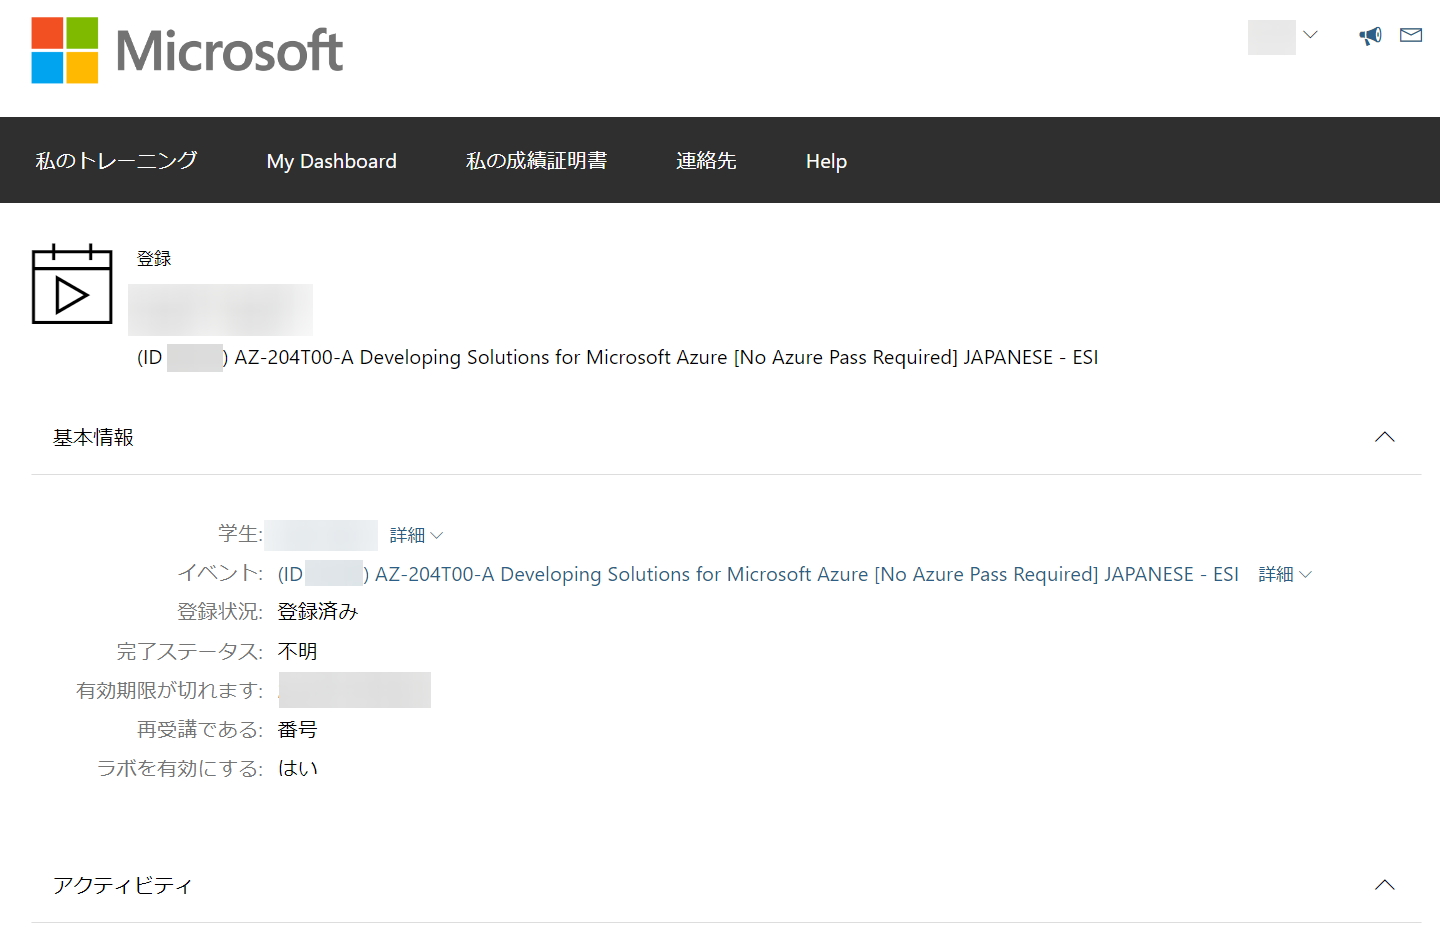 Microsoft
私のトレーニング My Dashboard 私の成績証明書 連絡先 Help
登録
(ID ) AZ-204T00-A Developing Solutions for Microsoft Azure [No Azure Pass Required] JAPANESE - ESI
基本情報
学生: 詳細
イベント: (ID ) AZ-204T00-A Developing Solutions for Microsoft Azure [No Azure Pass Required] JAPANESE - ESI 詳細
登録状況: 登録済み
完了ステータス: 不明
有効期限が切れます:
再受講である: 番号
ラボを有効にする: はい
アクティビティ